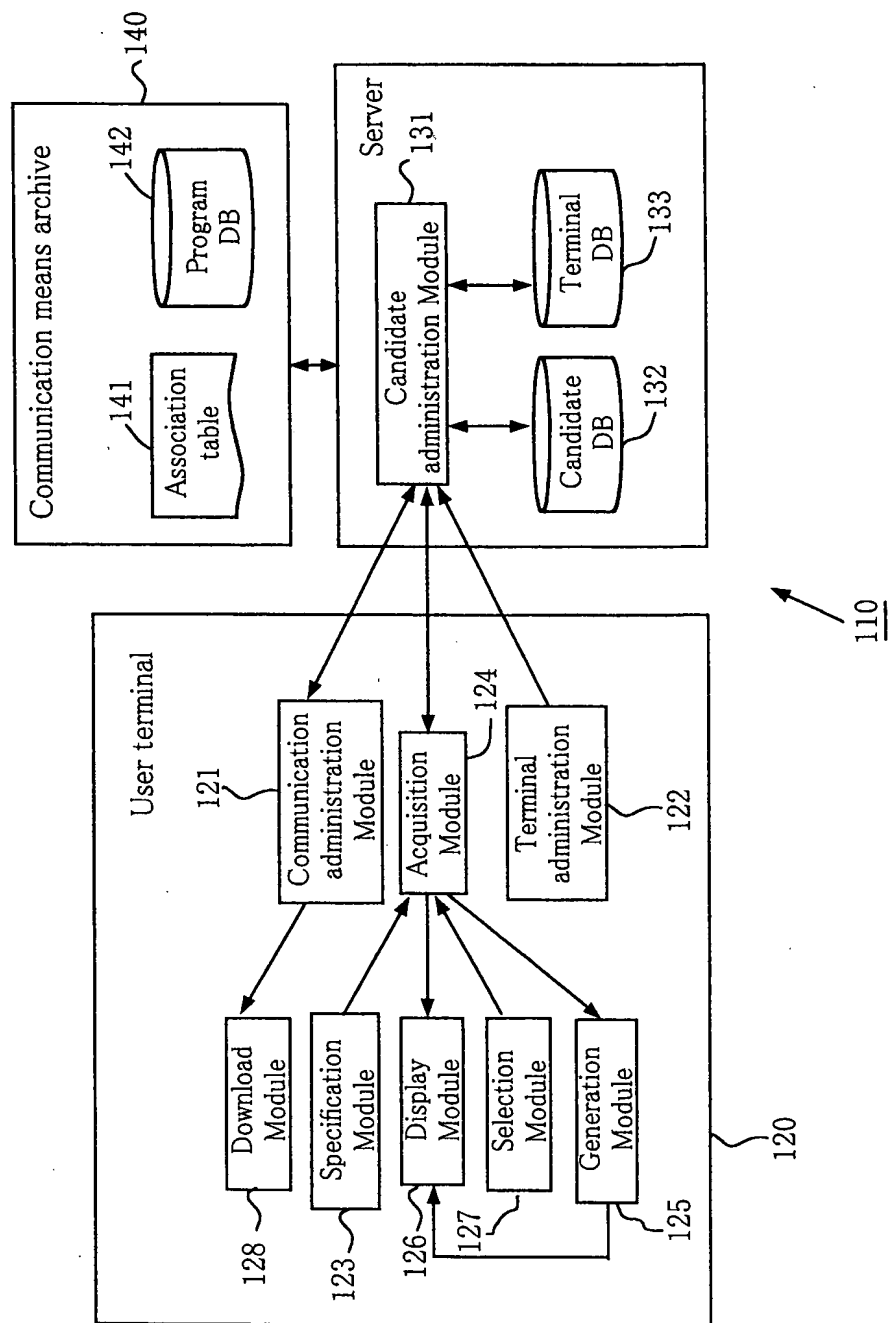 User terminal
128
Download
Module
123
Specification
Module
126
Display
Module
127
Selection
Module
125
Generation
Module
121
Communication
administration
Module
124
Acquisition
Module
122
Terminal
administration
Module
120
Communication means archive
140
141
Association
table
142
Program
DB
Server
131
Candidate
administration Module
Candidate
DB
132
Terminal
DB
133
110